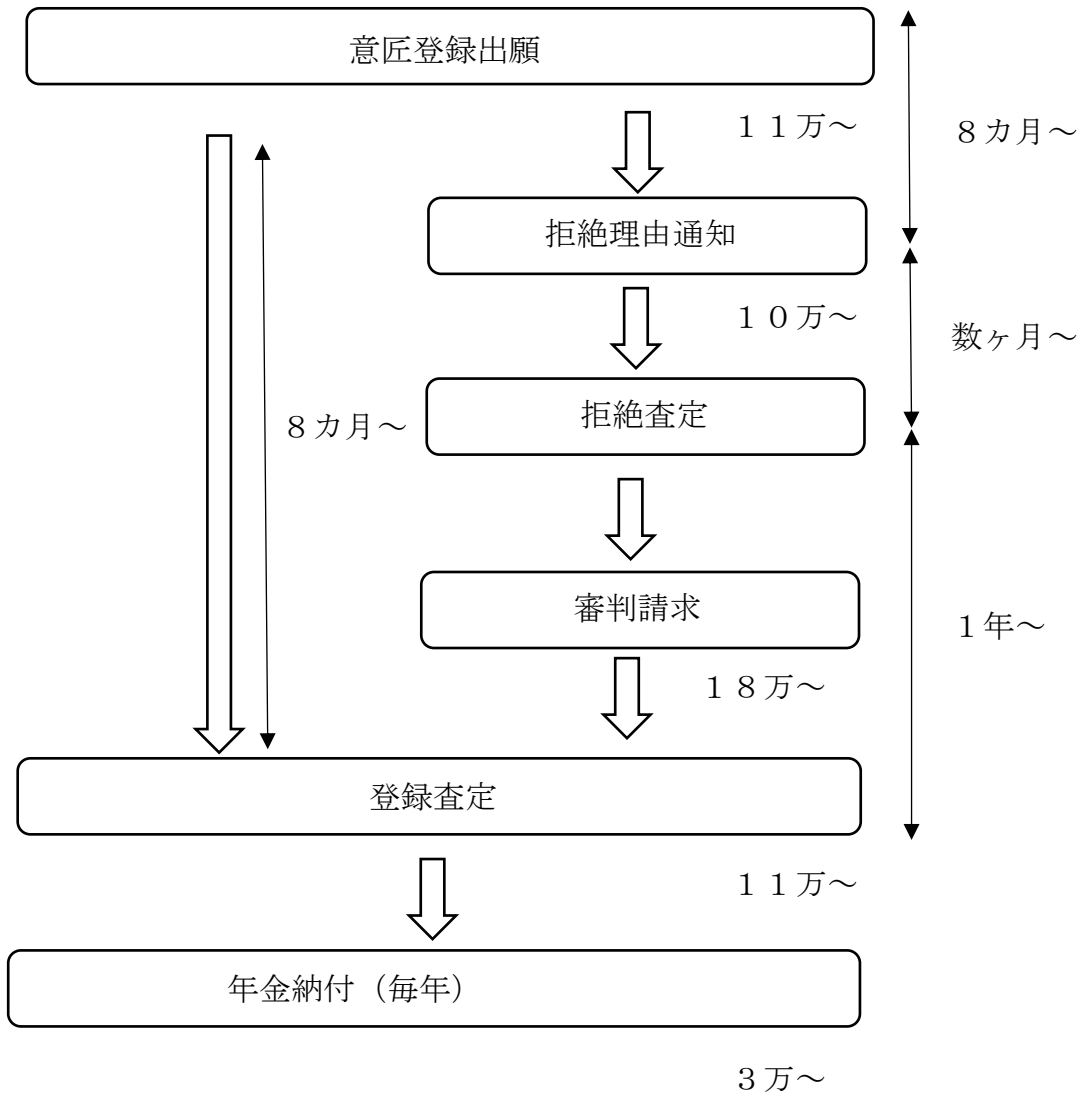 意匠登録出願
１１万～
８カ月～
拒絶理由通知
１０万～
数ヶ月～
拒絶査定
８カ月～
審判請求
１年～
１８万～
登録査定
１１万～
年金納付（毎年）
３万～